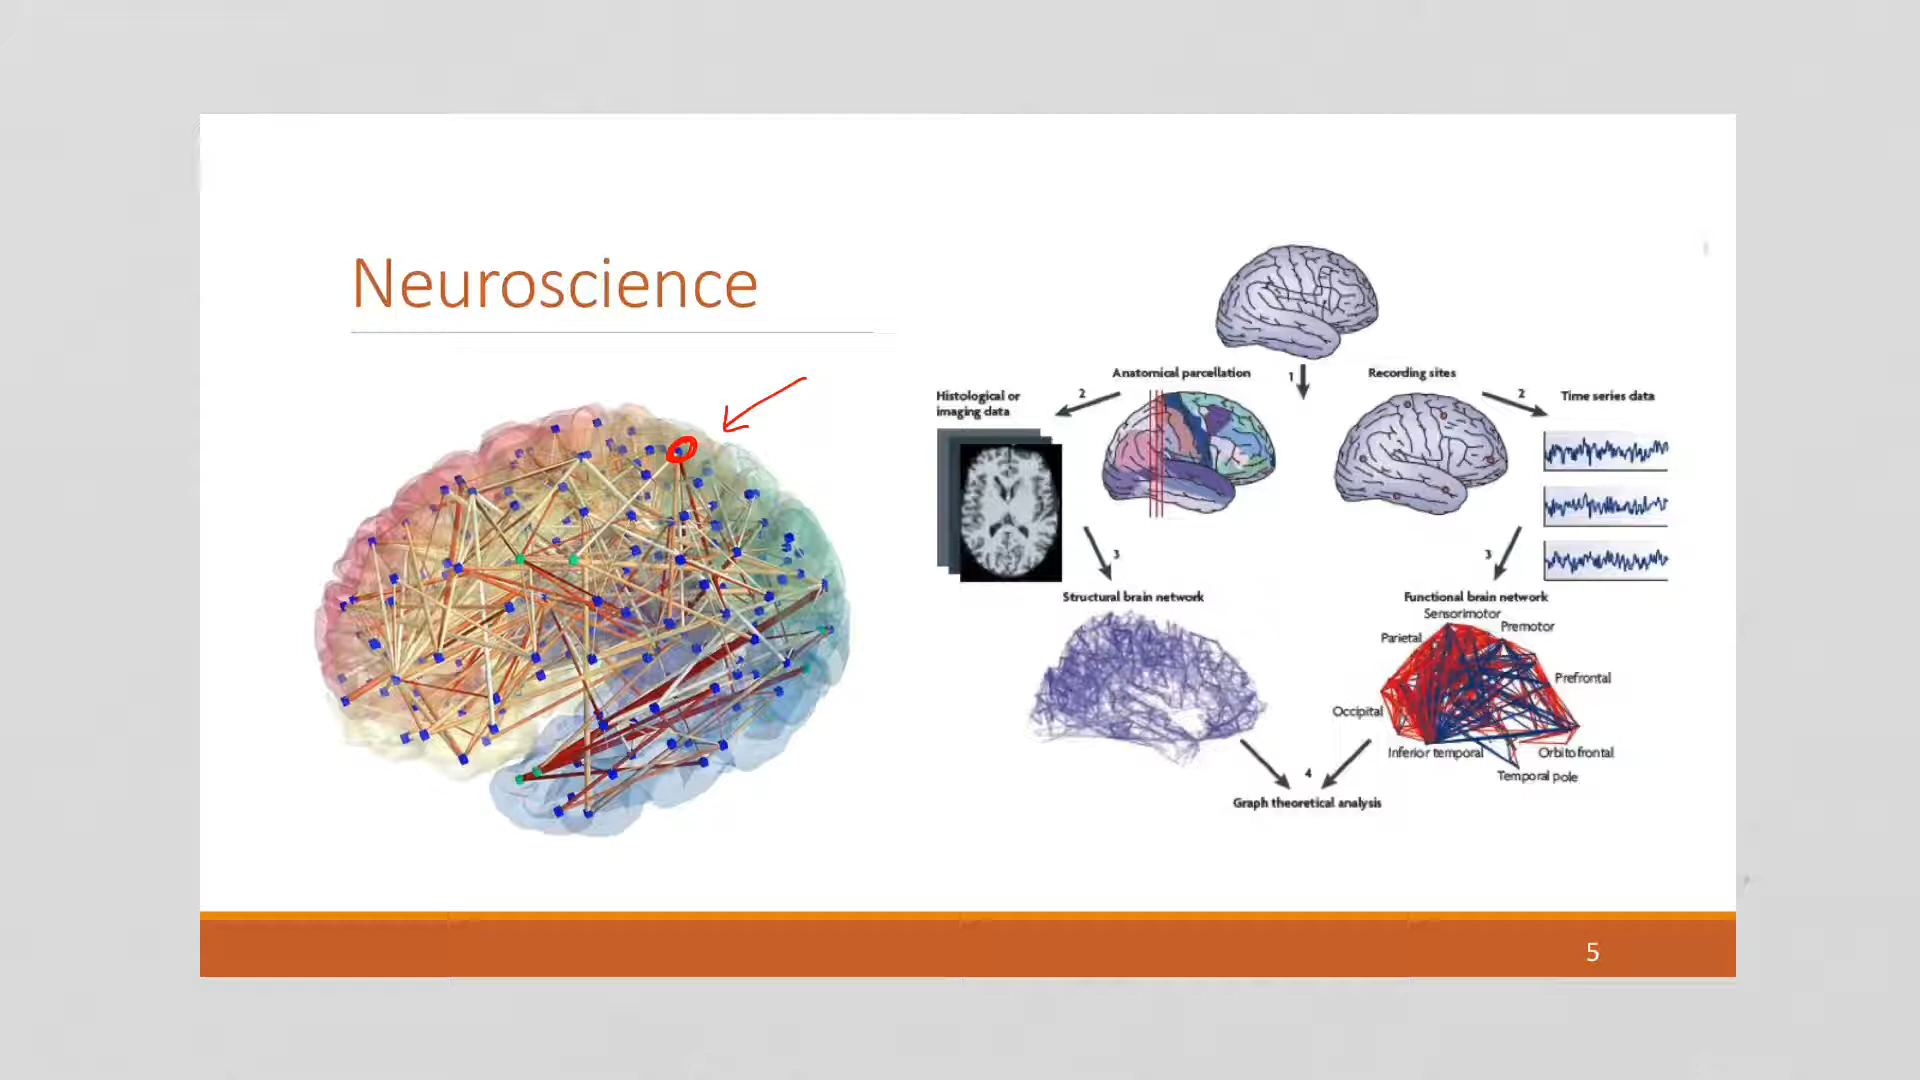 Neuroscience
Anatomical parcellation
1
Recording sites
Histological or
imaging data
2
2
Time series data
3
3
Structural brain network
Functional brain network
Sensorimotor
Premotor
Parietal
Prefrontal
Occipital
Inferior temporal
Orbitofrontal
Temporal pole
4
Graph theoretical analysis
5